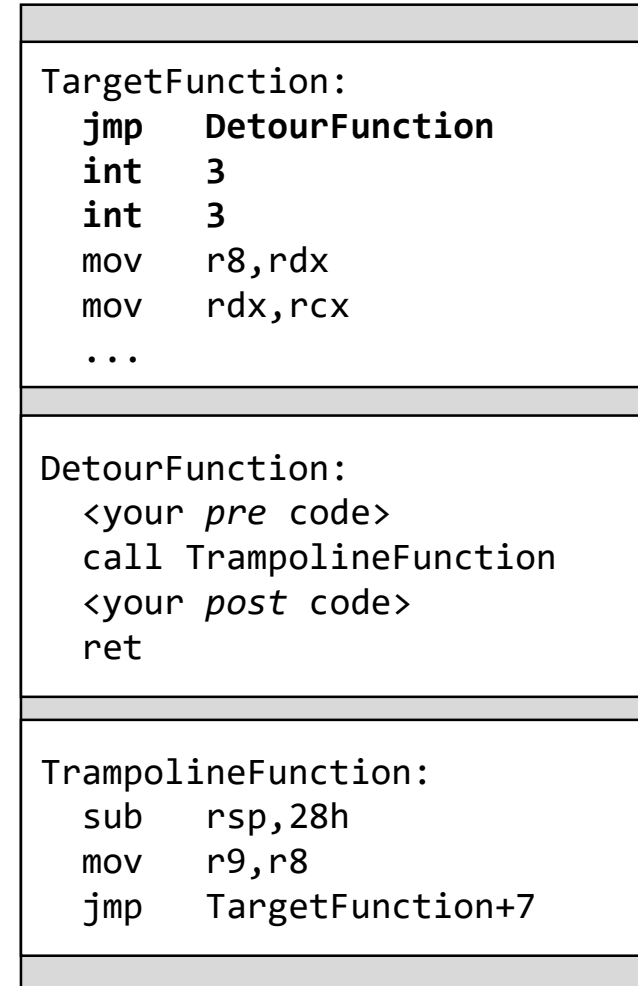 TargetFunction:
jmp DetourFunction
int 3
int 3
mov r8,rdx
mov rdx,rcx
...
DetourFunction:
<your pre code>
call TrampolineFunction
<your post code>
ret
TrampolineFunction:
sub rsp,28h
mov r9,r8
jmp TargetFunction+7